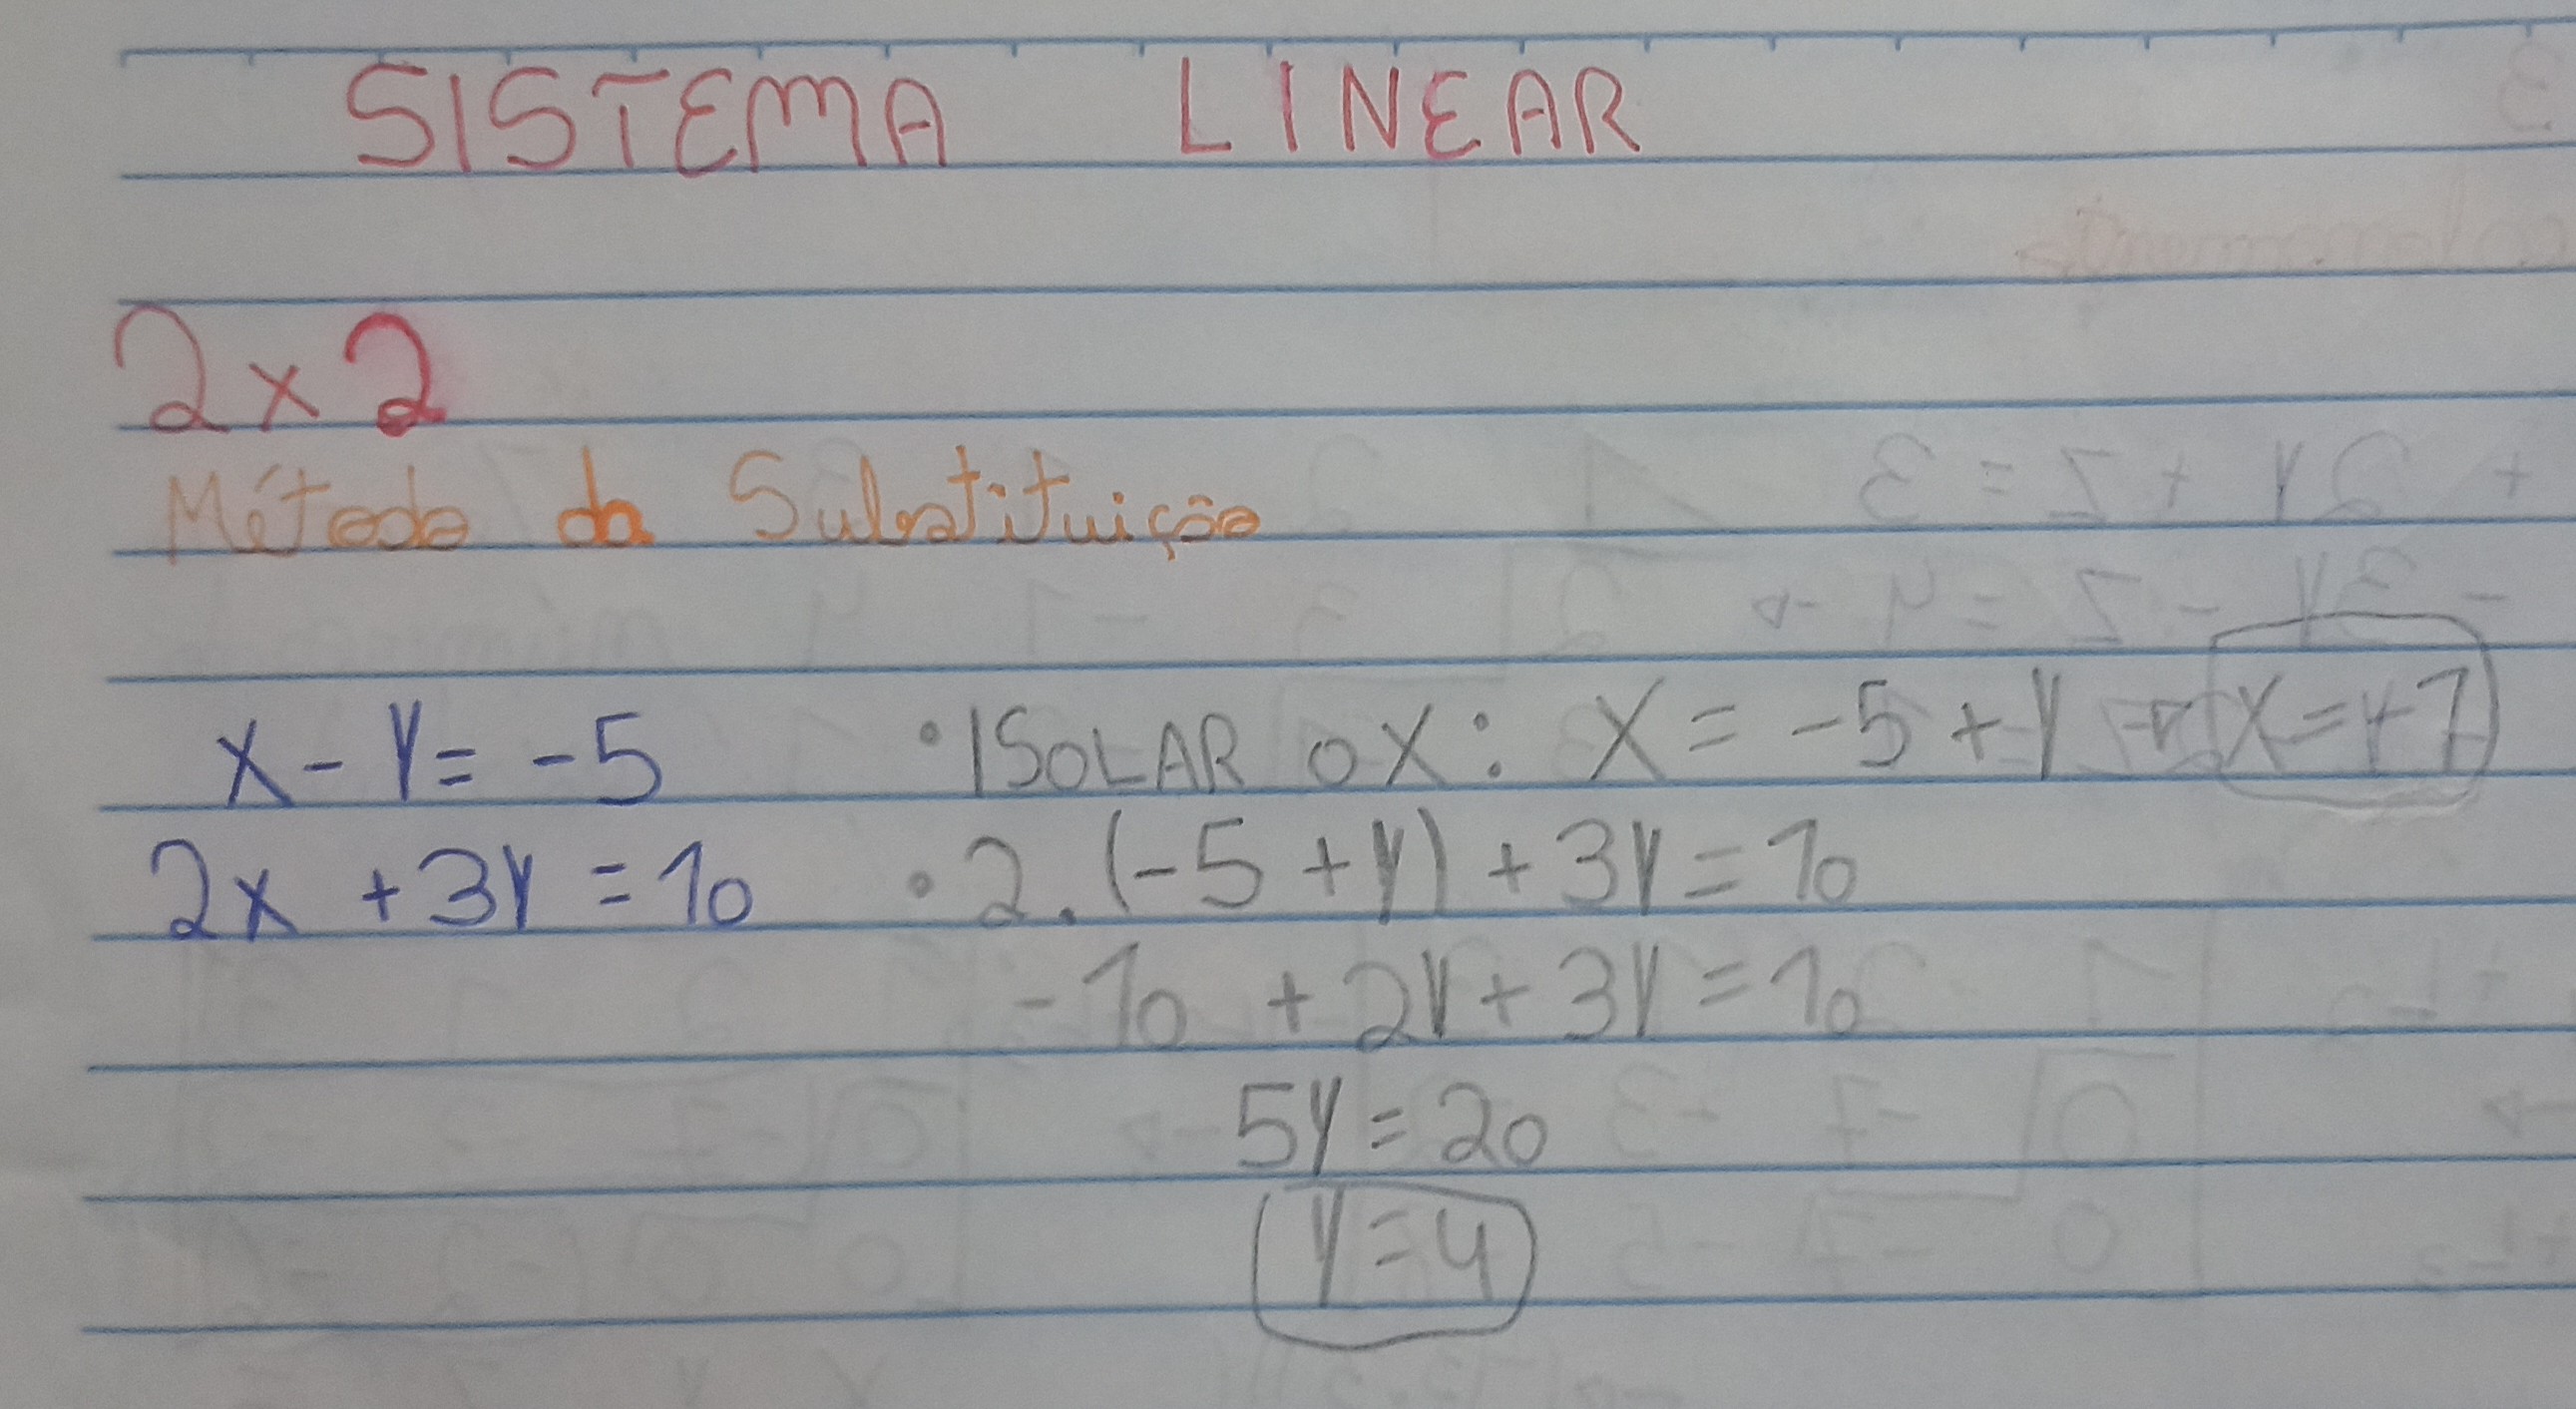 SISTEMA LINEAR
2x2
Método da Substituição
x - y = -5 • ISOLAR O X: X = -5 + y → x = +7
2x + 3y = 10 • 2.(-5 + y) + 3y = 10
-10 + 2y + 3y = 10
5y = 20
y = 4